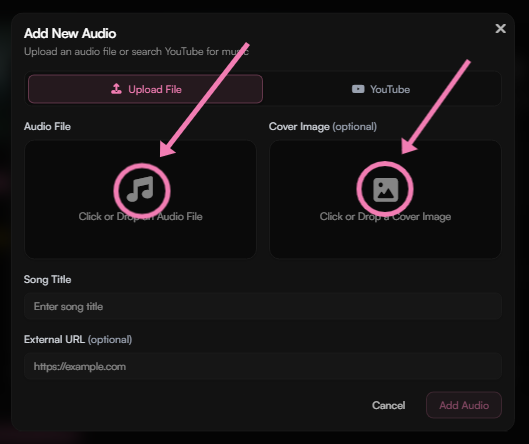 Add New Audio
Upload an audio file or search YouTube for music
Upload File
YouTube
Audio File
Cover Image (optional)
Click or Drop an Audio File
Click or Drop a Cover Image
Song Title
Enter song title
External URL (optional)
https://example.com
Cancel
Add Audio